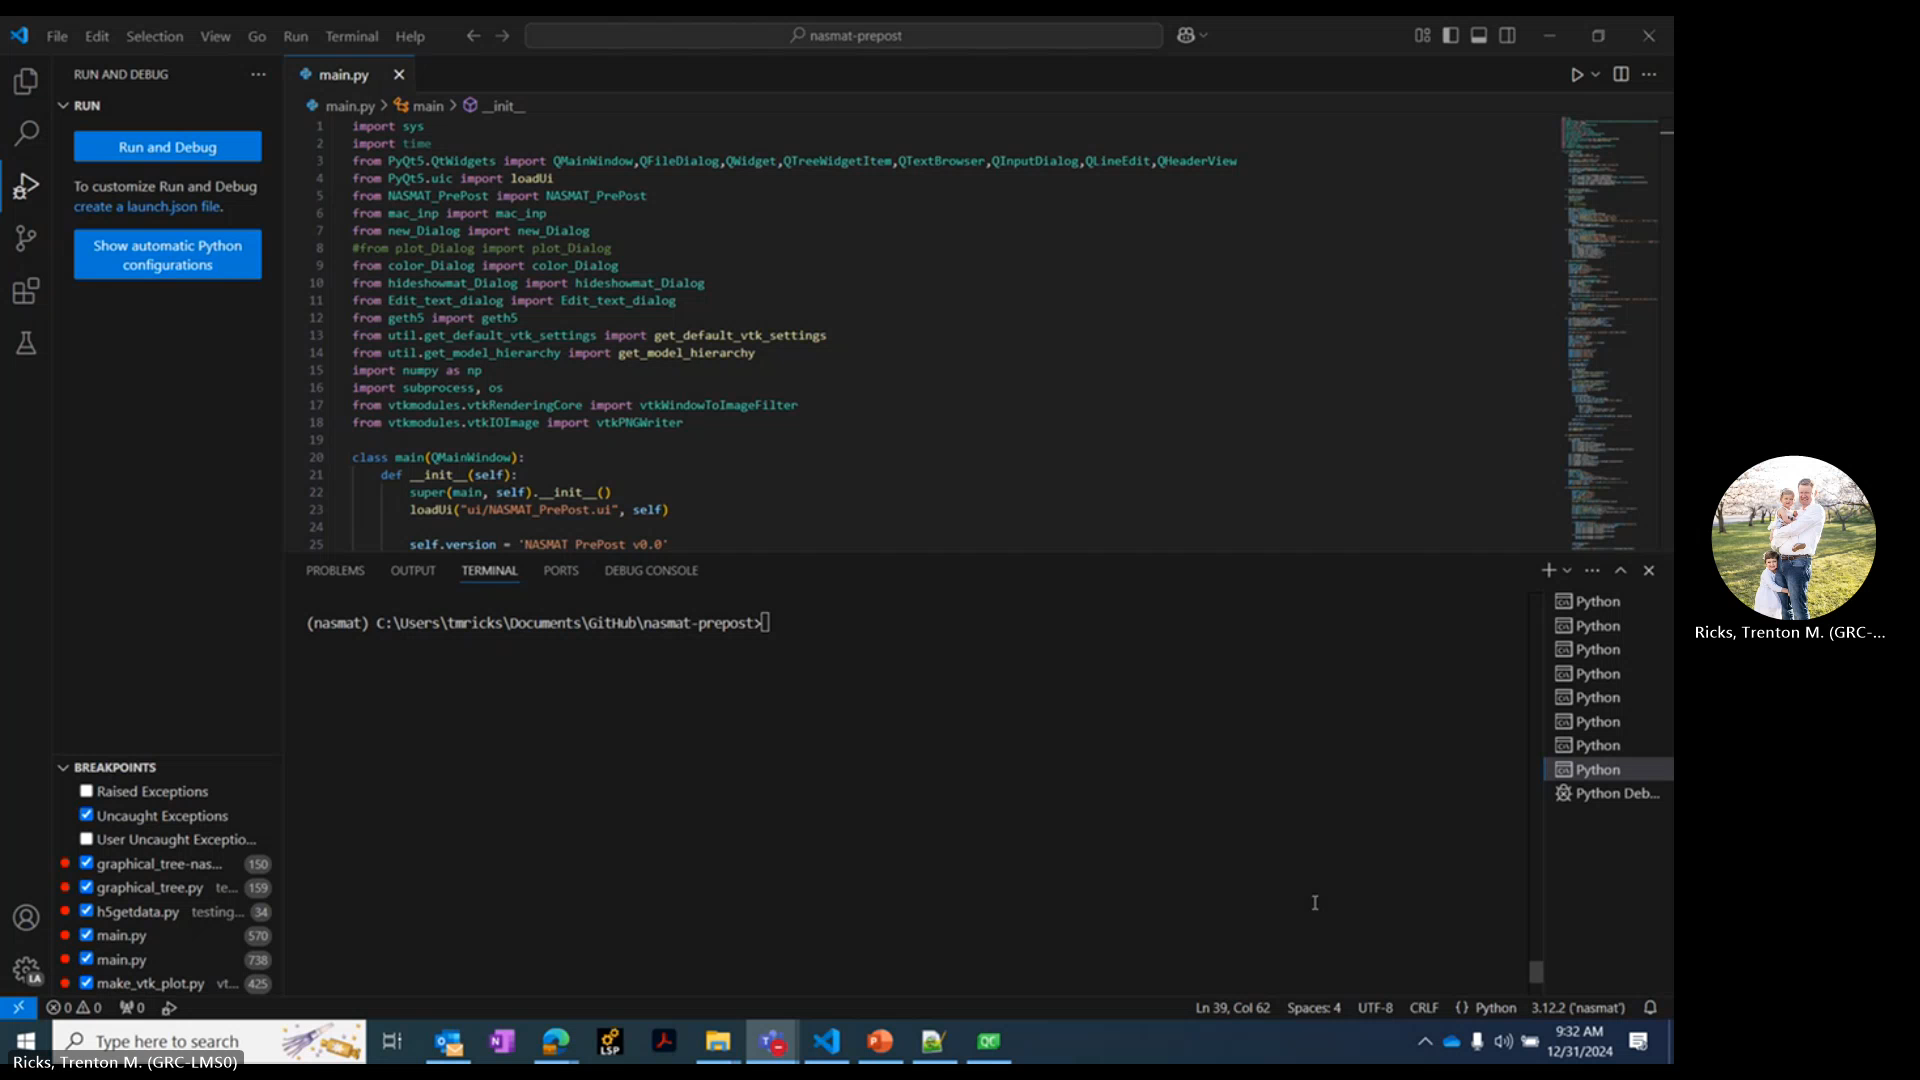 File Edit Selection View Go Run Terminal Help
nasmat-prepost
RUN AND DEBUG
RUN
Run and Debug
To customize Run and Debug
create a launch.json file.
Show automatic Python
configurations
main.py
main.py > main > __init__
1 import sys
2 import time
3 from PyQt5.QtWidgets import QMainWindow,QFileDialog,QWidget,QTreeWidgetItem,QTextBrowser,QInputDialog,QLineEdit,QHeaderView
4 from PyQt5.uic import loadUi
5 from NASMAT_PrePost import NASMAT_PrePost
6 from mac_inp import mac_inp
7 from new_Dialog import new_Dialog
8 #from plot_Dialog import plot_Dialog
9 from color_Dialog import color_Dialog
10 from hideshowmat_Dialog import hideshowmat_Dialog
11 from Edit_text_dialog import Edit_text_dialog
12 from geth5 import geth5
13 from util.get_default_vtk_settings import get_default_vtk_settings
14 from util.get_model_hierarchy import get_model_hierarchy
15 import numpy as np
16 import subprocess, os
17 from vtkmodules.vtkRenderingCore import vtkWindowToImageFilter
18 from vtkmodules.vtkIOImage import vtkPNGWriter
19
20 class main(QMainWindow):
21 def __init__(self):
22 super(main, self).__init__()
23 loadUi("ui/NASMAT_PrePost.ui", self)
24
25 self.version = 'NASMAT PrePost v0.0'
PROBLEMS OUTPUT TERMINAL PORTS DEBUG CONSOLE
(nasmat) C:\Users\tmricks\Documents\GitHub\nasmat-prepost>
Python
Python
Python
Python
Python
Python
Python
Python
Python Deb...
BREAKPOINTS
Raised Exceptions
Uncaught Exceptions
User Uncaught Exceptio...
graphical_tree-nas... 150
graphical_tree.py te... 159
h5getdata.py testing... 34
main.py 570
main.py 738
make_vtk_plot.py vt... 425
LA
0 0 0
Ln 39, Col 62 Spaces: 4 UTF-8 CRLF {} Python 3.12.2 ('nasmat')
Type here to search
LSP
QC
9:32 AM
12/31/2024
Ricks, Trenton M. (GRC-LMS0)
Ricks, Trenton M. (GRC-...